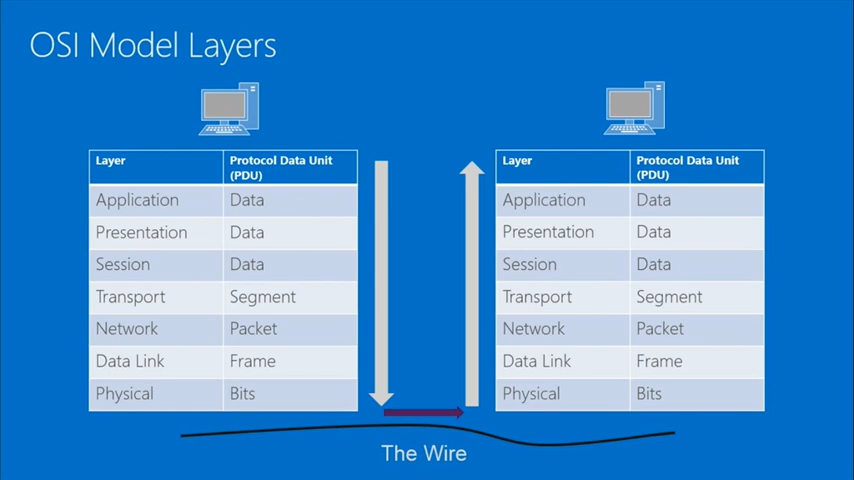 OSI Model Layers
Layer Protocol Data Unit
(PDU)
Application Data
Presentation Data
Session Data
Transport Segment
Network Packet
Data Link Frame
Physical Bits
Layer Protocol Data Unit
(PDU)
Application Data
Presentation Data
Session Data
Transport Segment
Network Packet
Data Link Frame
Physical Bits
The Wire